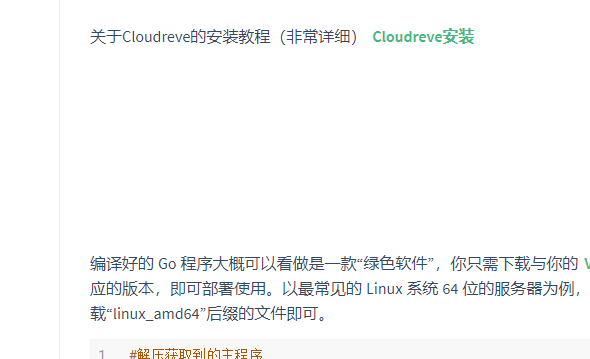 关于Cloudreve的安装教程（非常详细） Cloudreve安装
编译好的 Go 程序大概可以看做是一款“绿色软件”，你只需下载与你的
应的版本，即可部署使用。以最常见的 Linux 系统 64 位的服务器为例，
载“linux_amd64”后缀的文件即可。
1 #解压获取到的主程序